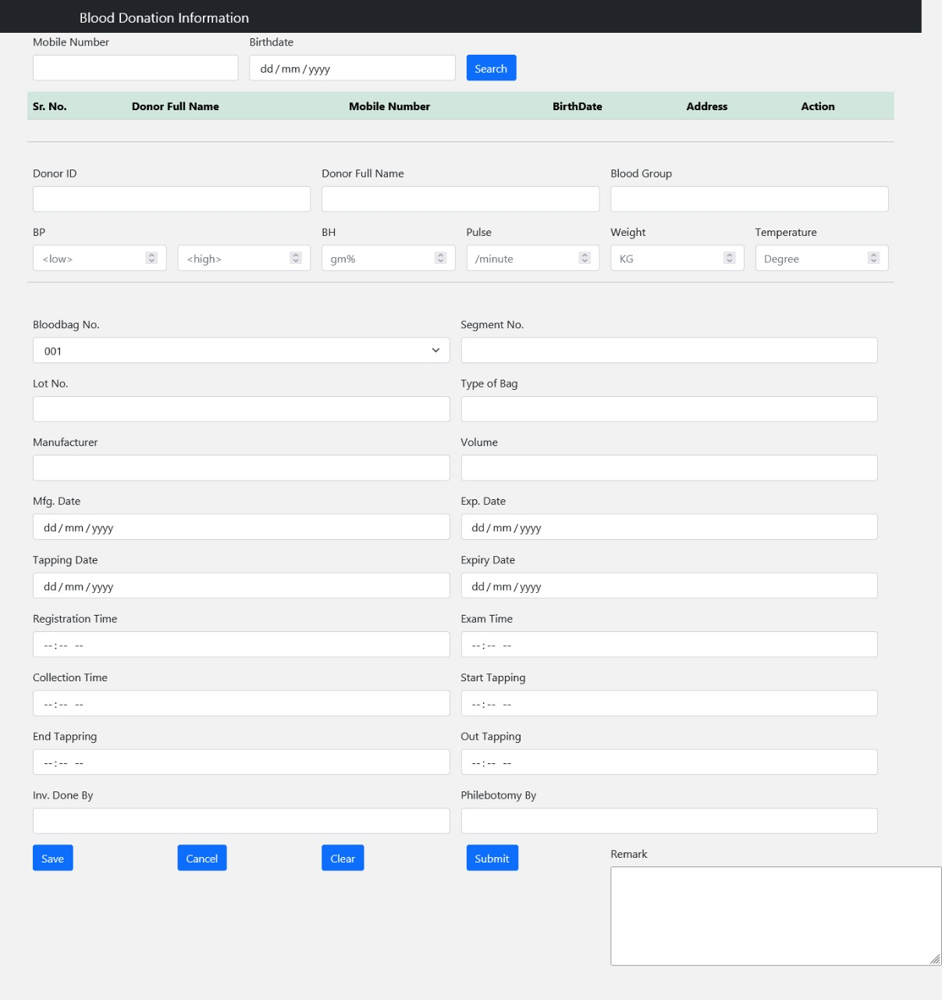 Blood Donation Information
Mobile Number Birthdate
dd/mm/yyyy Search
Sr. No. Donor Full Name Mobile Number BirthDate Address Action
Donor ID Donor Full Name Blood Group
BP BH Pulse Weight Temperature
<low> <high> gm% /minute KG Degree
Bloodbag No. Segment No.
001
Lot No. Type of Bag
Manufacturer Volume
Mfg. Date Exp. Date
dd/mm/yyyy dd/mm/yyyy
Tapping Date Expiry Date
dd/mm/yyyy dd/mm/yyyy
Registration Time Exam Time
--:-- -- --:-- --
Collection Time Start Tapping
--:-- -- --:-- --
End Tappring Out Tapping
--:-- -- --:-- --
Inv. Done By Philebotomy By
Save Cancel Clear Submit Remark